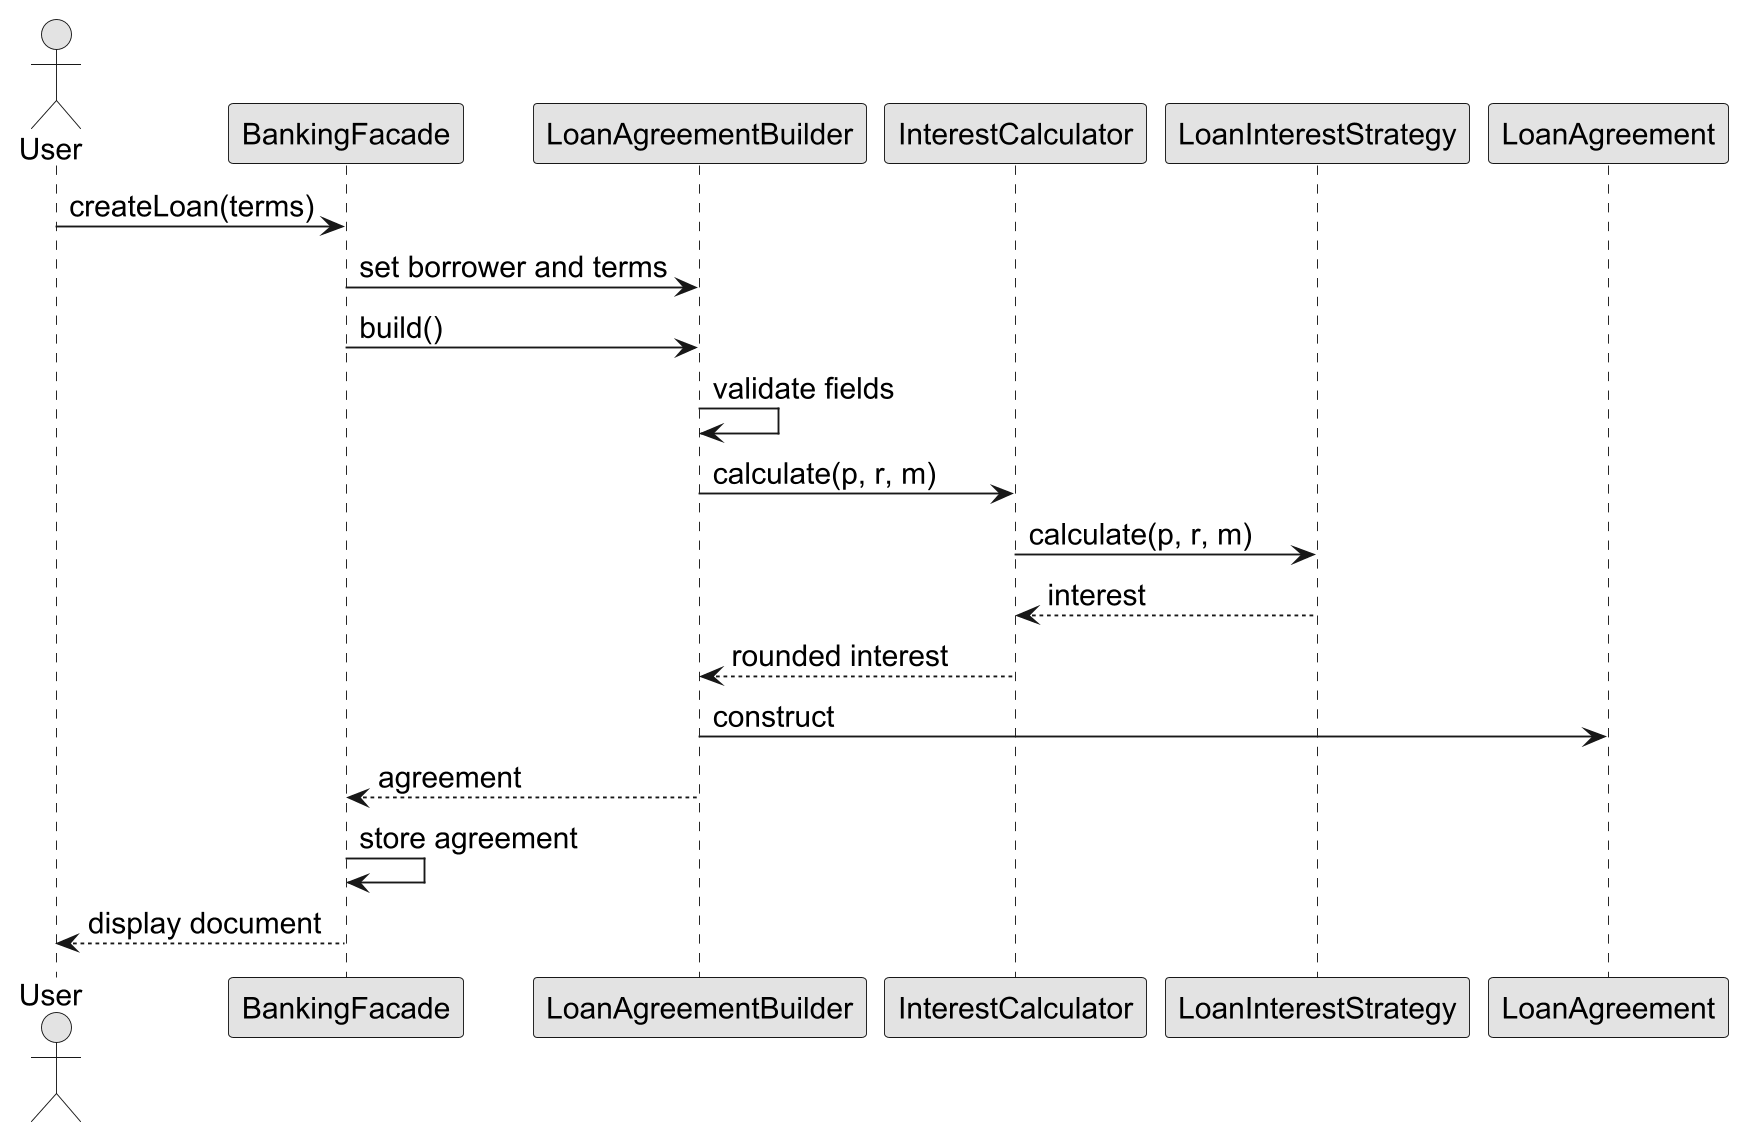 User
BankingFacade
LoanAgreementBuilder
InterestCalculator
LoanInterestStrategy
LoanAgreement
createLoan(terms)
set borrower and terms
build()
validate fields
calculate(p, r, m)
calculate(p, r, m)
interest
rounded interest
construct
agreement
store agreement
display document
User
BankingFacade
LoanAgreementBuilder
InterestCalculator
LoanInterestStrategy
LoanAgreement